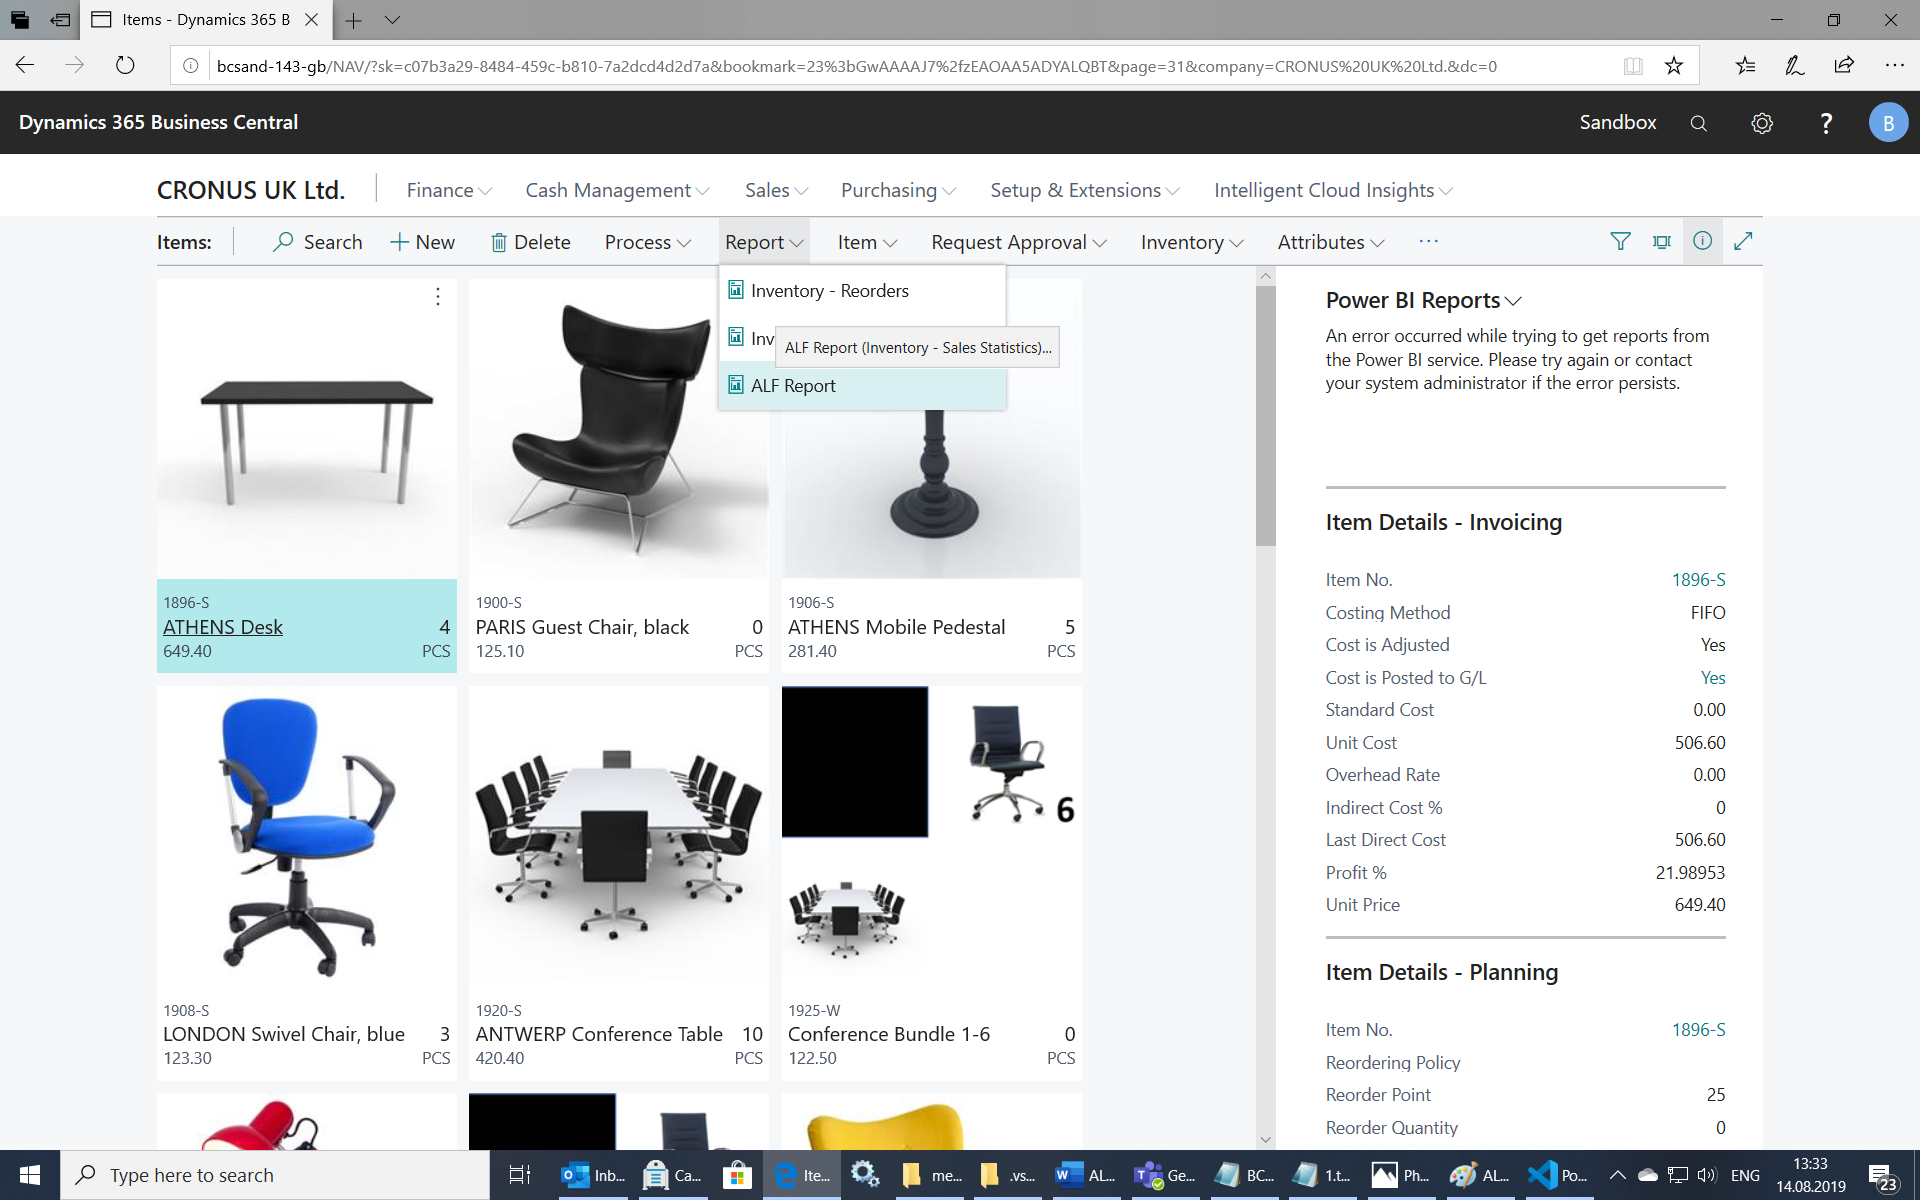 Items - Dynamics 365 B
bcsand-143-gb/NAV/?sk=c07b3a29-8484-459c-b810-7a2dcd4d2d7a&bookmark=23%3bGwAAAAJ7%2fzEAOAA5ADYALQBT&page=31&company=CRONUS%20UK%20Ltd.&dc=0
Dynamics 365 Business Central
Sandbox
?
B
CRONUS UK Ltd.
Finance
Cash Management
Sales
Purchasing
Setup & Extensions
Intelligent Cloud Insights
Items:
Search
New
Delete
Process
Report
Item
Request Approval
Inventory
Attributes
Inventory - Reorders
Inv
ALF Report (Inventory - Sales Statistics)...
ALF Report
1896-S
ATHENS Desk 4
649.40 PCS
1900-S
PARIS Guest Chair, black 0
125.10 PCS
1906-S
ATHENS Mobile Pedestal 5
281.40 PCS
6
1908-S
LONDON Swivel Chair, blue 3
123.30 PCS
1920-S
ANTWERP Conference Table 10
420.40 PCS
1925-W
Conference Bundle 1-6 0
122.50 PCS
Power BI Reports
An error occurred while trying to get reports from
the Power BI service. Please try again or contact
your system administrator if the error persists.
Item Details - Invoicing
Item No. 1896-S
Costing Method FIFO
Cost is Adjusted Yes
Cost is Posted to G/L Yes
Standard Cost 0.00
Unit Cost 506.60
Overhead Rate 0.00
Indirect Cost % 0
Last Direct Cost 506.60
Profit % 21.98953
Unit Price 649.40
Item Details - Planning
Item No. 1896-S
Reordering Policy
Reorder Point 25
Reorder Quantity 0
Type here to search
Inb...
Ca...
Ite...
me...
.vs...
AL...
Ge...
BC...
1.t...
Ph...
AL...
Po...
ENG
13:33
14.08.2019
23